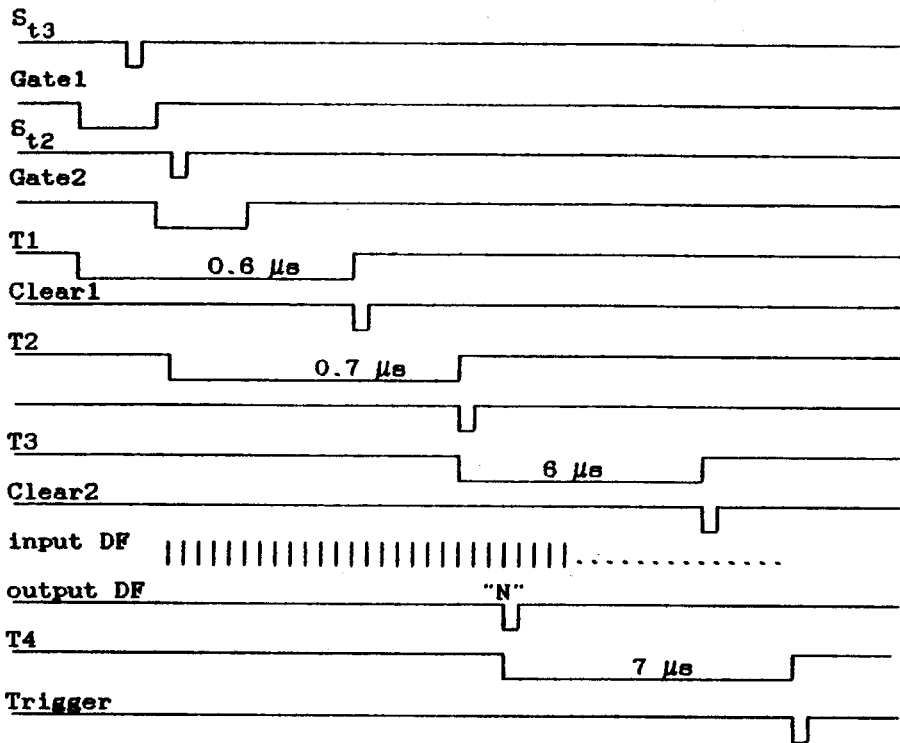 St3
Gate1
St2
Gate2
T1
0.6 µs
Clear1
T2
0.7 µs
T3
6 µs
Clear2
input DF
output DF "N"
T4
7 µs
Trigger